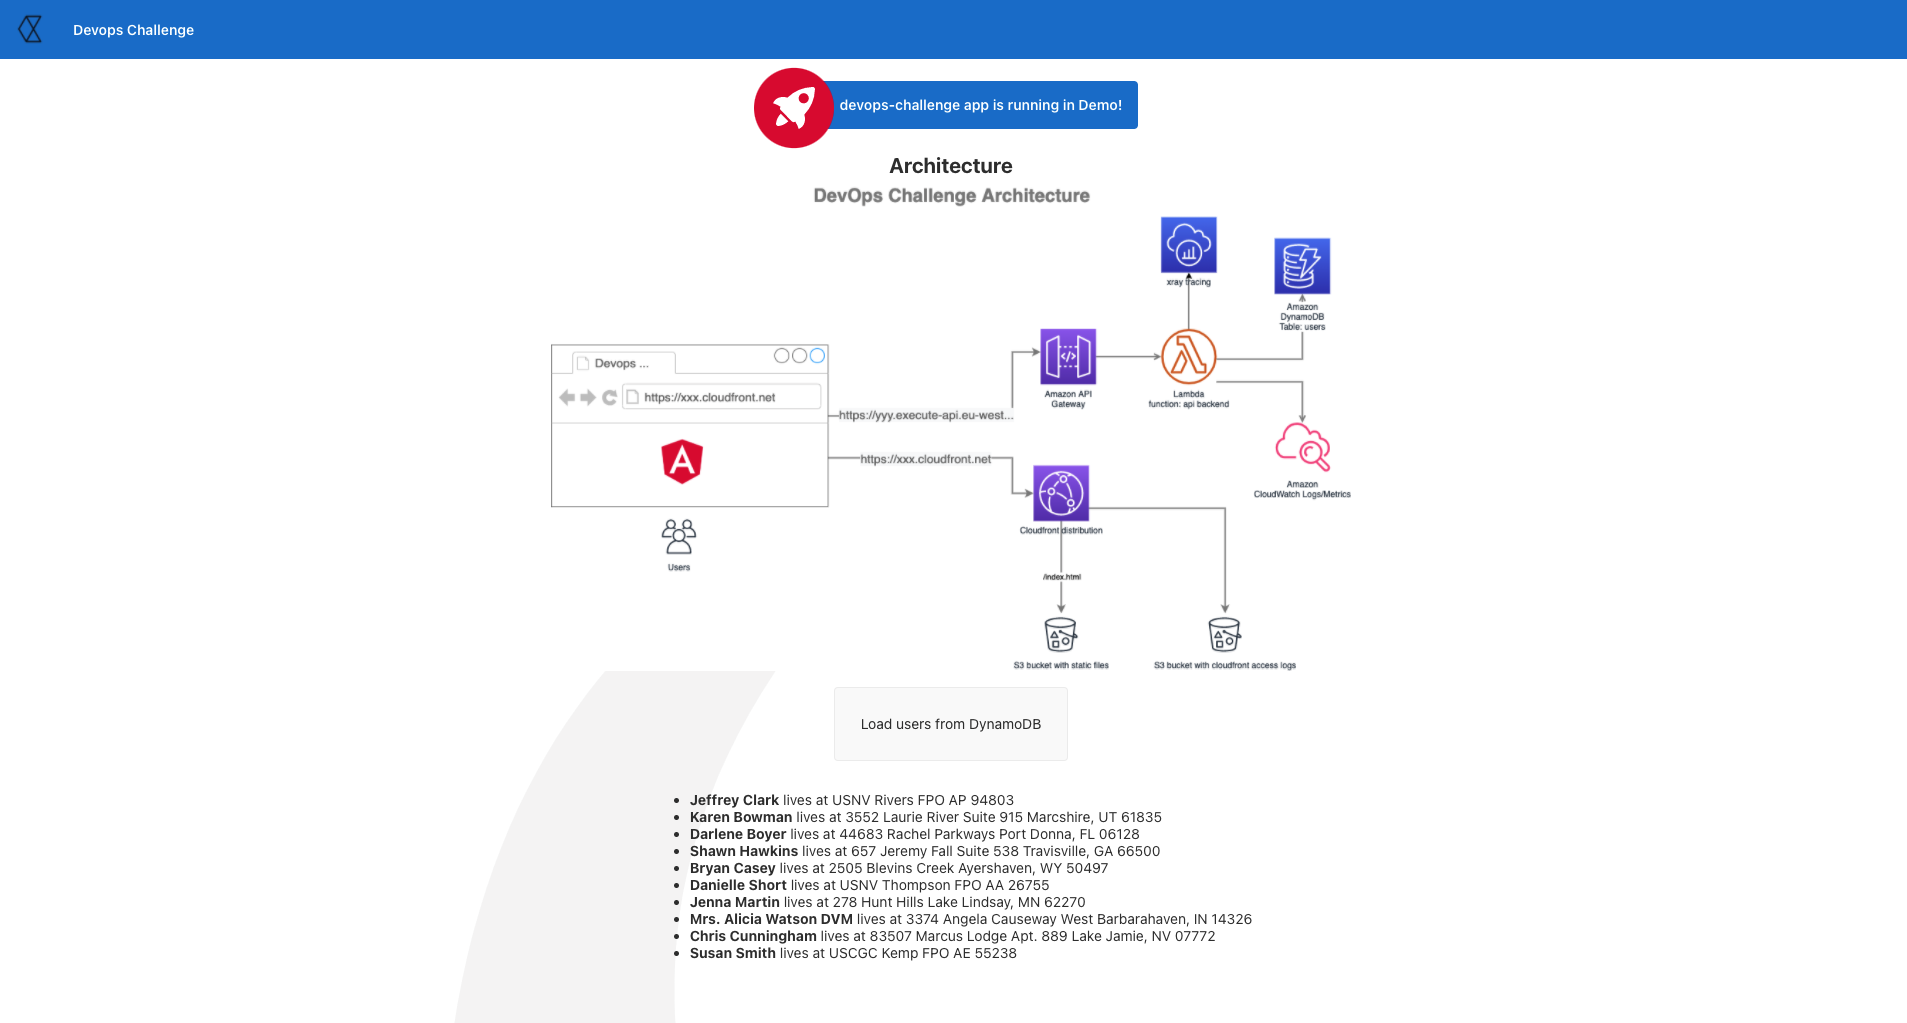 Devops Challenge
devops-challenge app is running in Demo!
Architecture
DevOps Challenge Architecture
xray tracing
Amazon
DynamoDB
Table: users
Devops ...
https://xxx.cloudfront.net
https://yyy.execute-api.eu-west...
Amazon API
Gateway
Lambda
function: api backend
https://xxx.cloudfront.net
Amazon
CloudWatch Logs/Metrics
Cloudfront distribution
Users
/index.html
S3 bucket with static files
S3 bucket with cloudfront access logs
Load users from DynamoDB
Jeffrey Clark lives at USNV Rivers FPO AP 94803
Karen Bowman lives at 3552 Laurie River Suite 915 Marcshire, UT 61835
Darlene Boyer lives at 44683 Rachel Parkways Port Donna, FL 06128
Shawn Hawkins lives at 657 Jeremy Fall Suite 538 Travisville, GA 66500
Bryan Casey lives at 2505 Blevins Creek Ayershaven, WY 50497
Danielle Short lives at USNV Thompson FPO AA 26755
Jenna Martin lives at 278 Hunt Hills Lake Lindsay, MN 62270
Mrs. Alicia Watson DVM lives at 3374 Angela Causeway West Barbarahaven, IN 14326
Chris Cunningham lives at 83507 Marcus Lodge Apt. 889 Lake Jamie, NV 07772
Susan Smith lives at USCGC Kemp FPO AE 55238